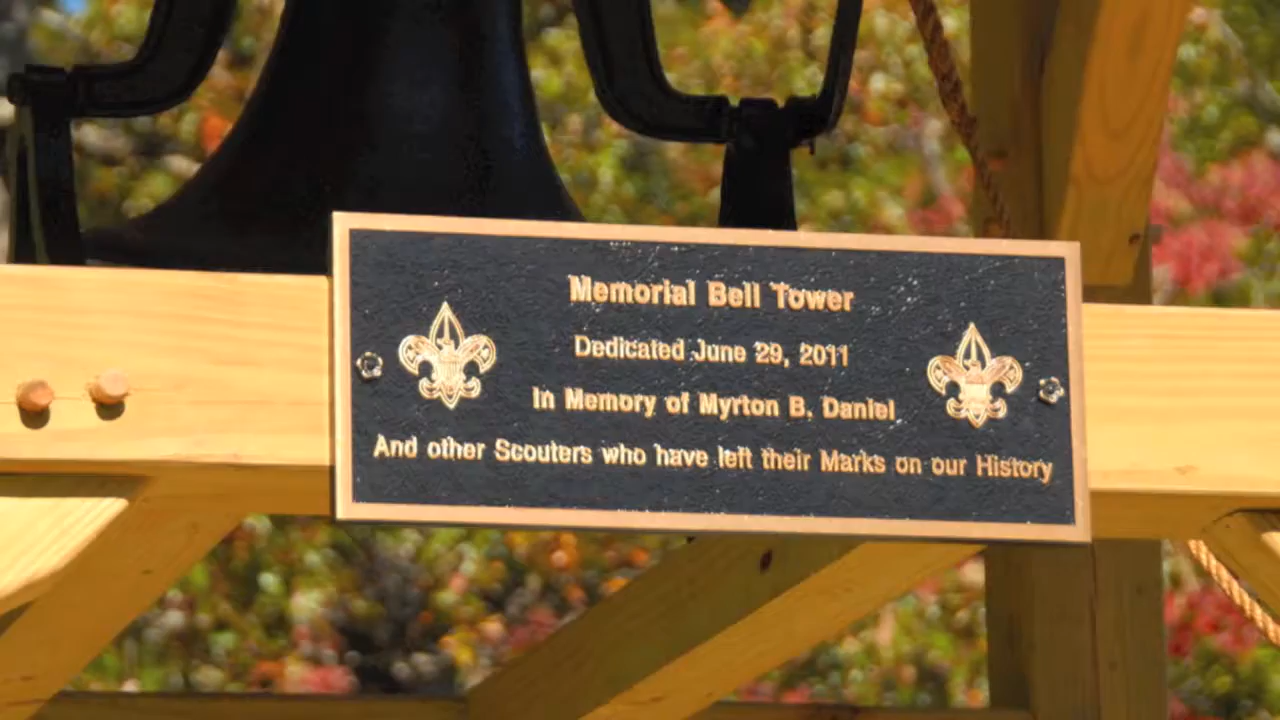 Memorial Bell Tower
Dedicated June 29, 2011
In Memory of Myrton B. Daniel
And other Scouters who have left their Marks on our History